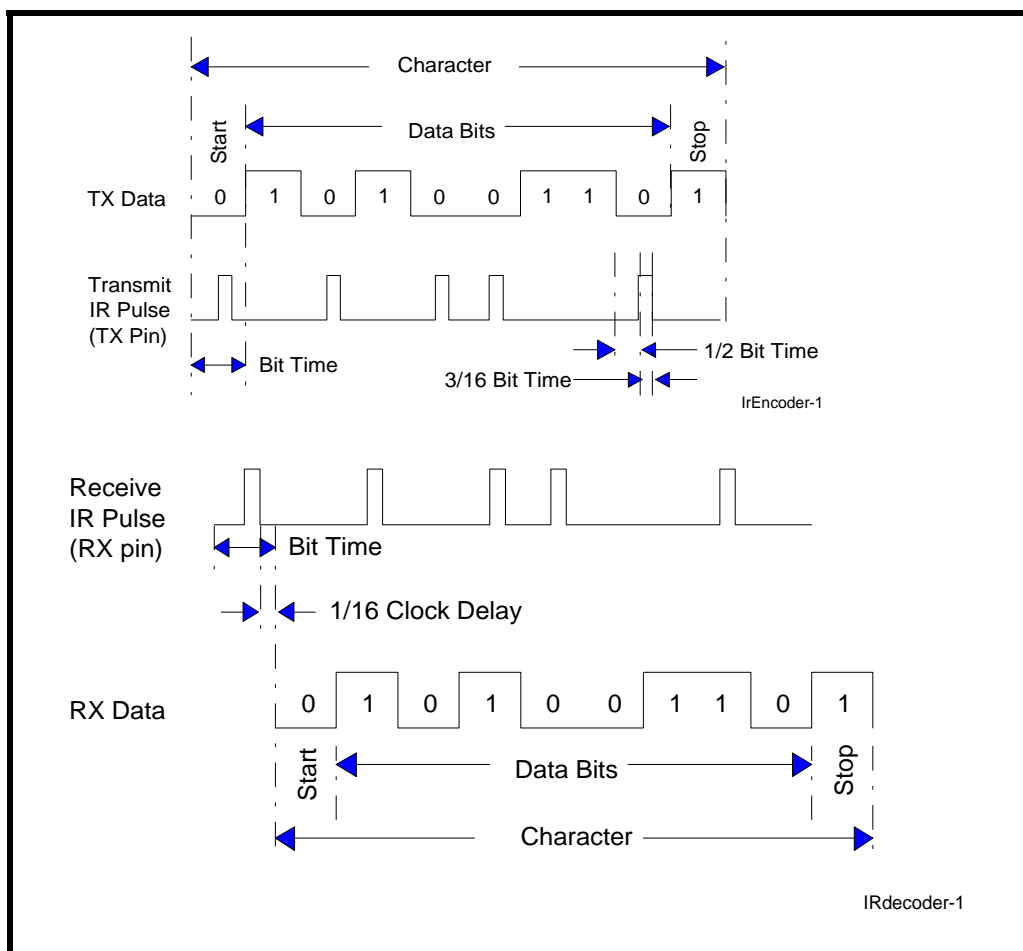 Character
Start
Data Bits
Stop
TX Data
0 1 0 1 0 0 1 1 0 1
Transmit
IR Pulse
(TX Pin)
Bit Time
1/2 Bit Time
3/16 Bit Time
IrEncoder-1
Receive
IR Pulse
(RX pin)
Bit Time
1/16 Clock Delay
RX Data
0 1 0 1 0 0 1 1 0 1
Start
Data Bits
Stop
Character
IRdecoder-1